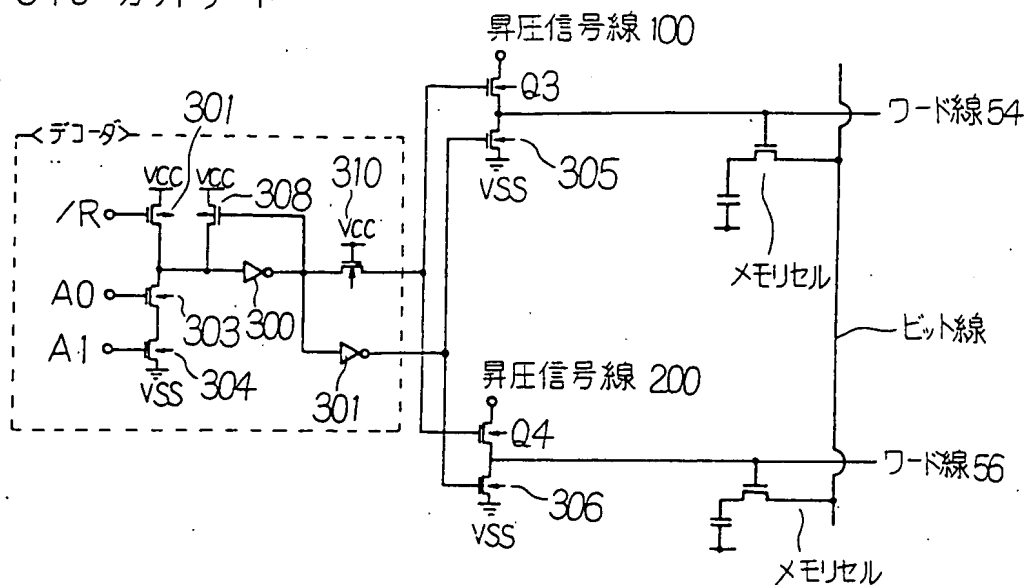 昇圧信号線 100
Q3
ワード線 54
305
VSS
メモリセル
デコーダ
301
VCC
VCC
308
310
VCC
/R
A0
303
300
A1
304
VSS
301
ビット線
昇圧信号線 200
Q4
ワード線 56
306
VSS
メモリセル